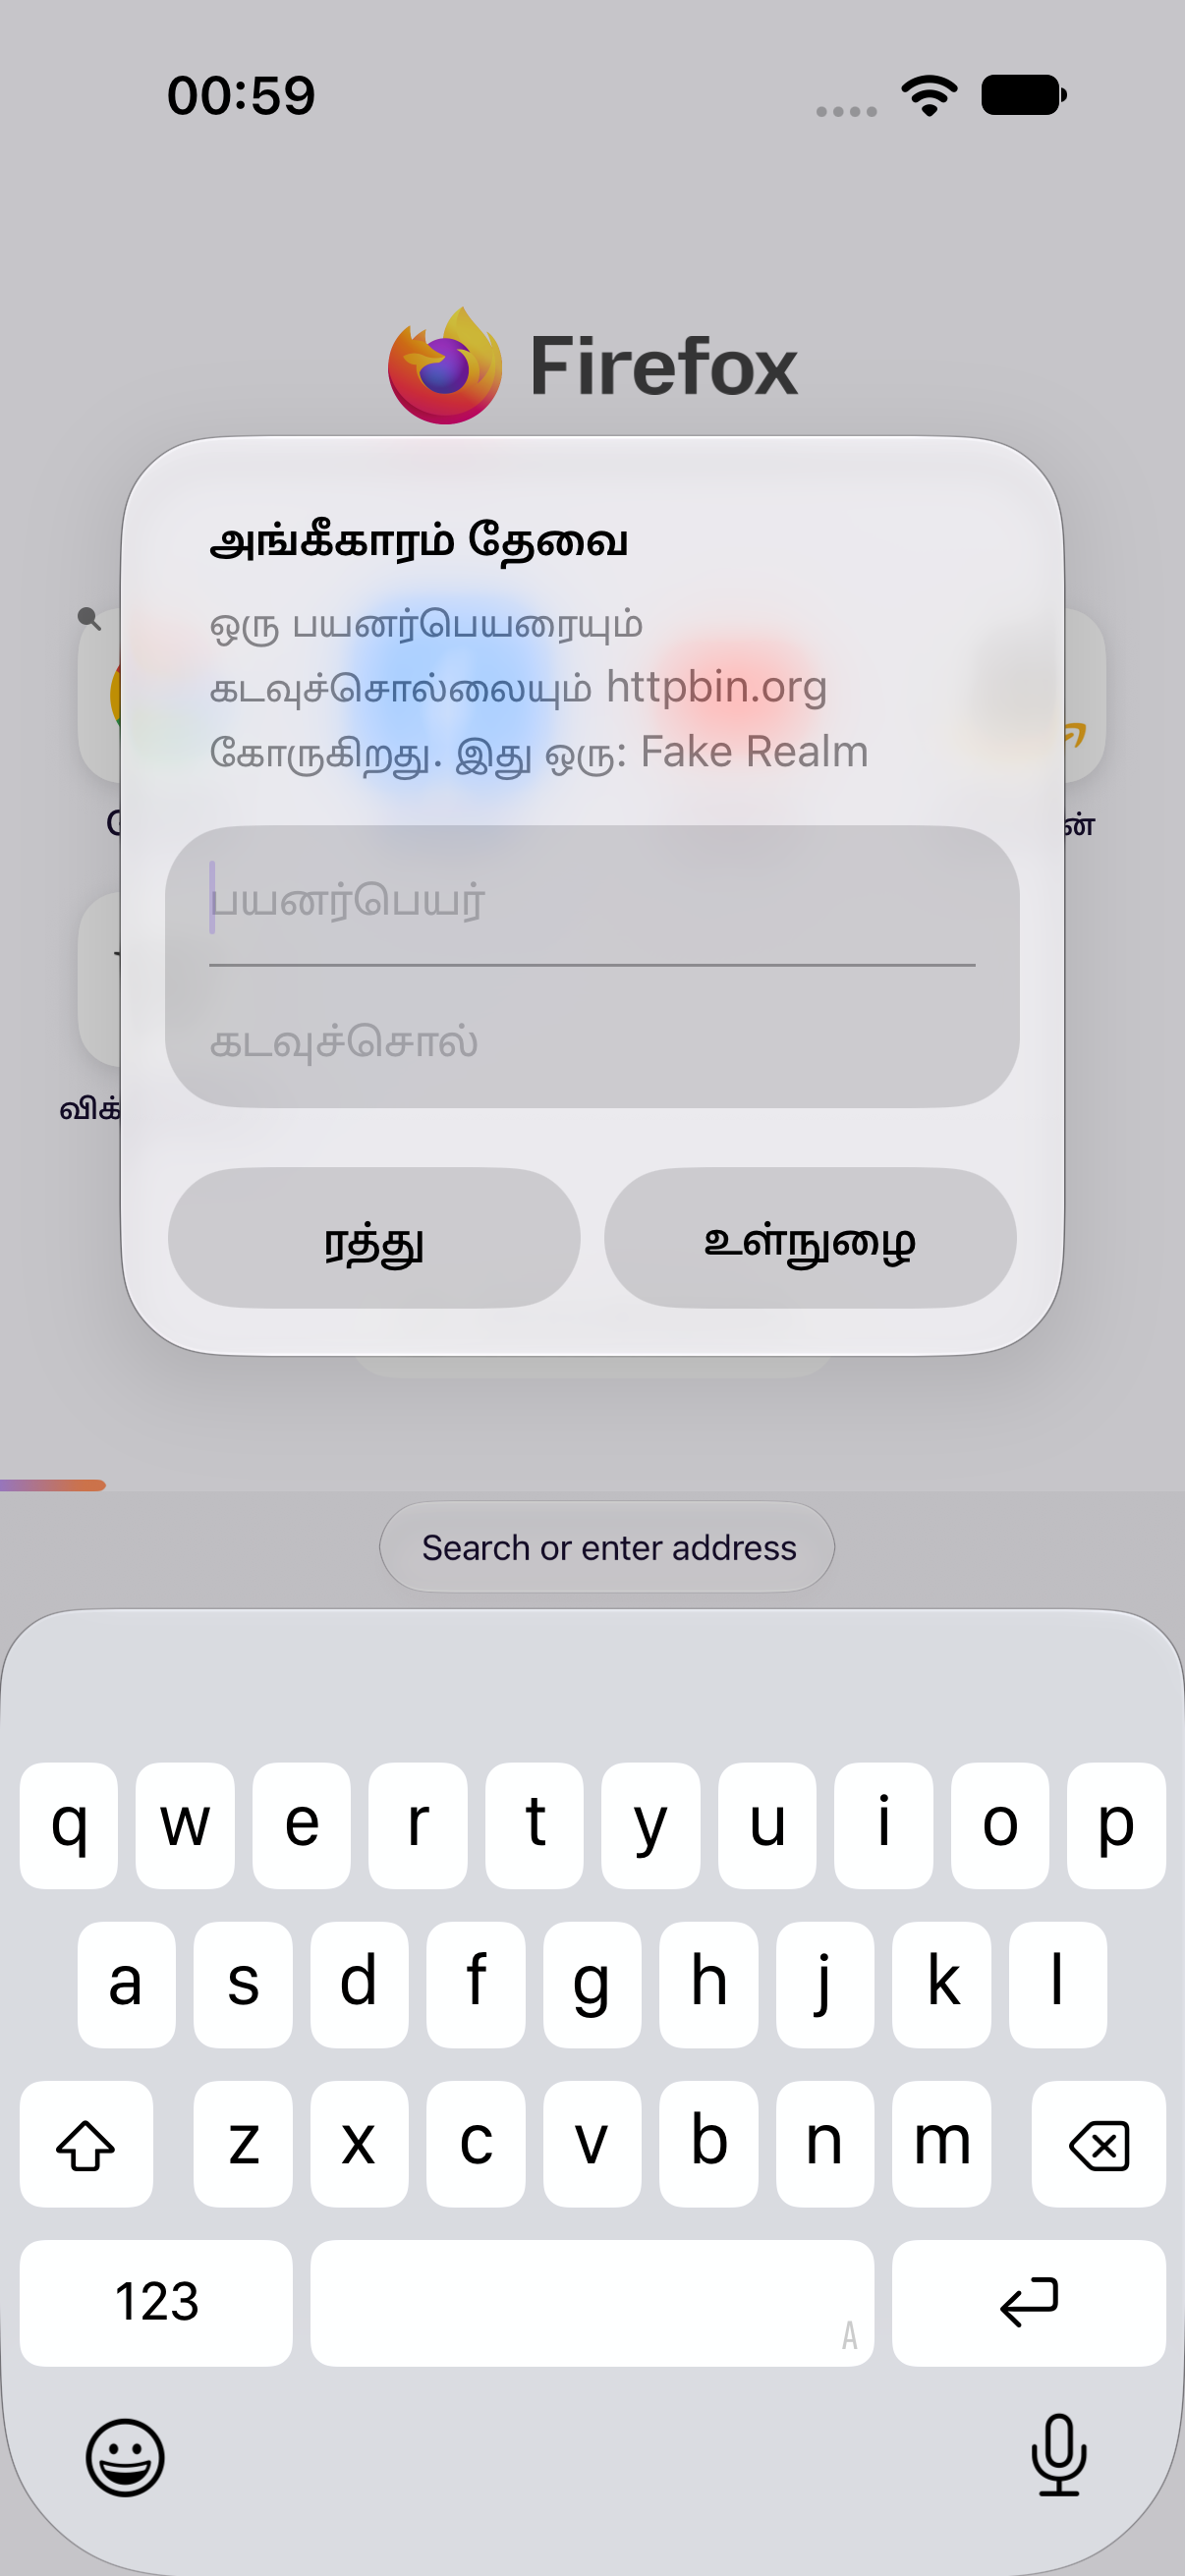 00:59
Firefox
அங்கீகாரம் தேவை
ஒரு பயனர்பெயரையும்
கடவுச்சொல்லையும் httpbin.org
கோருகிறது. இது ஒரு: Fake Realm
பயனர்பெயர்
கடவுச்சொல்
ரத்து உள்நுழை
Search or enter address
q w e r t y u i o p
a s d f g h j k l
z x c v b n m
123